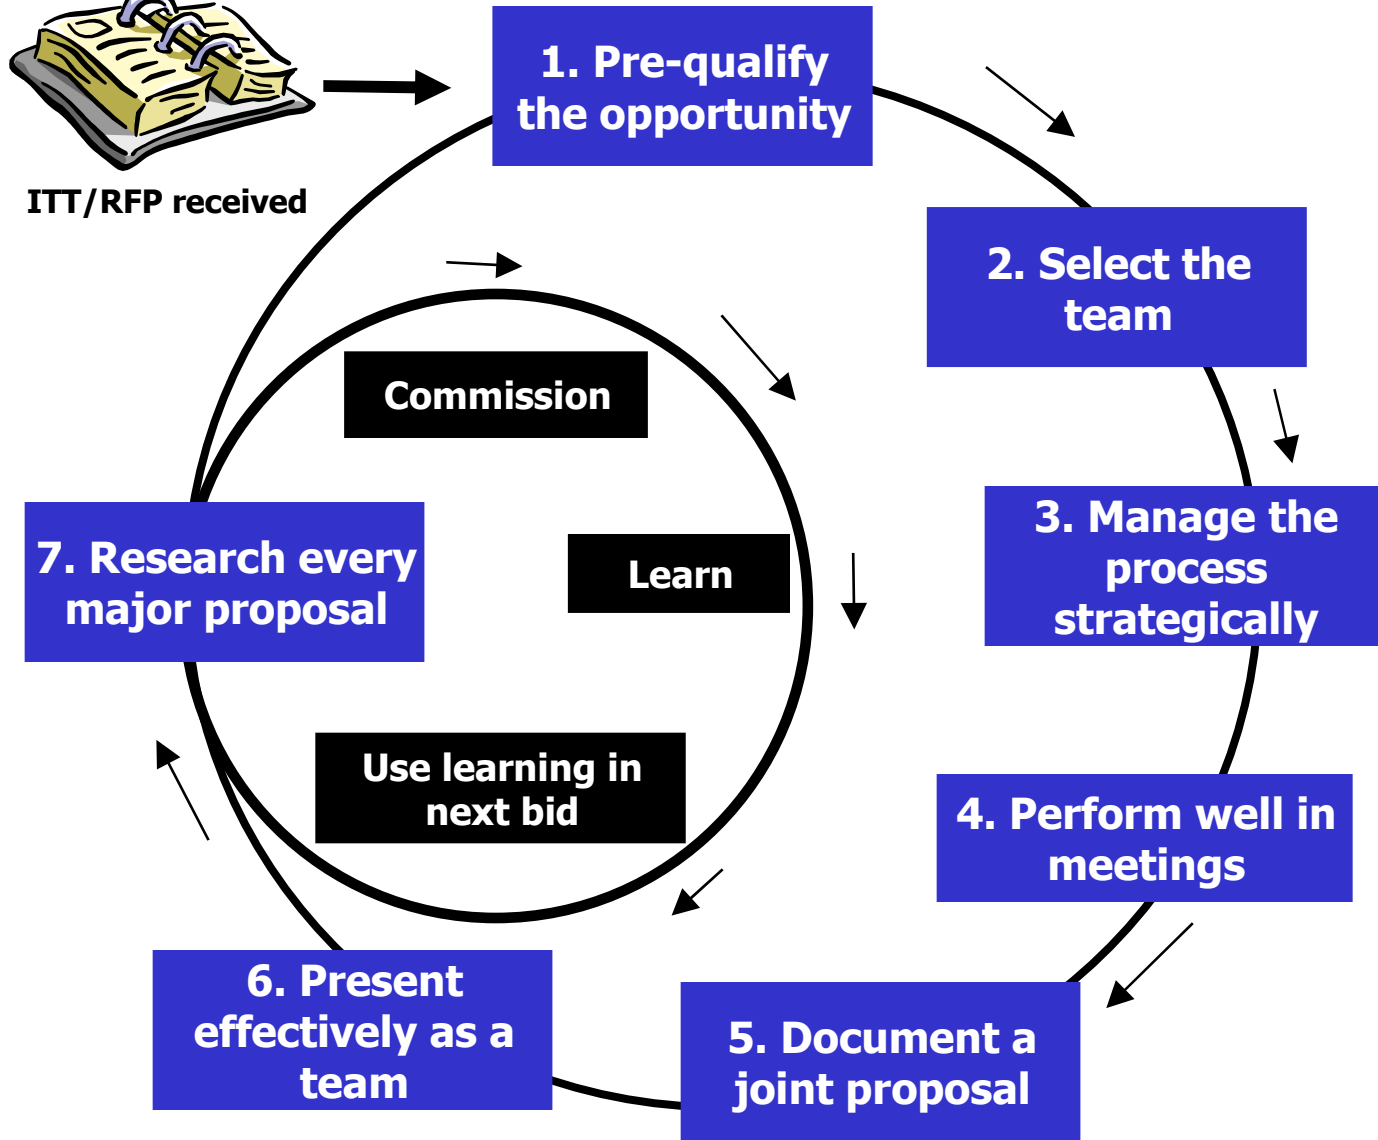 ITT/RFP received
1. Pre-qualify
the opportunity
2. Select the
team
3. Manage the
process
strategically
4. Perform well in
meetings
5. Document a
joint proposal
6. Present
effectively as a
team
7. Research every
major proposal
Commission
Learn
Use learning in
next bid